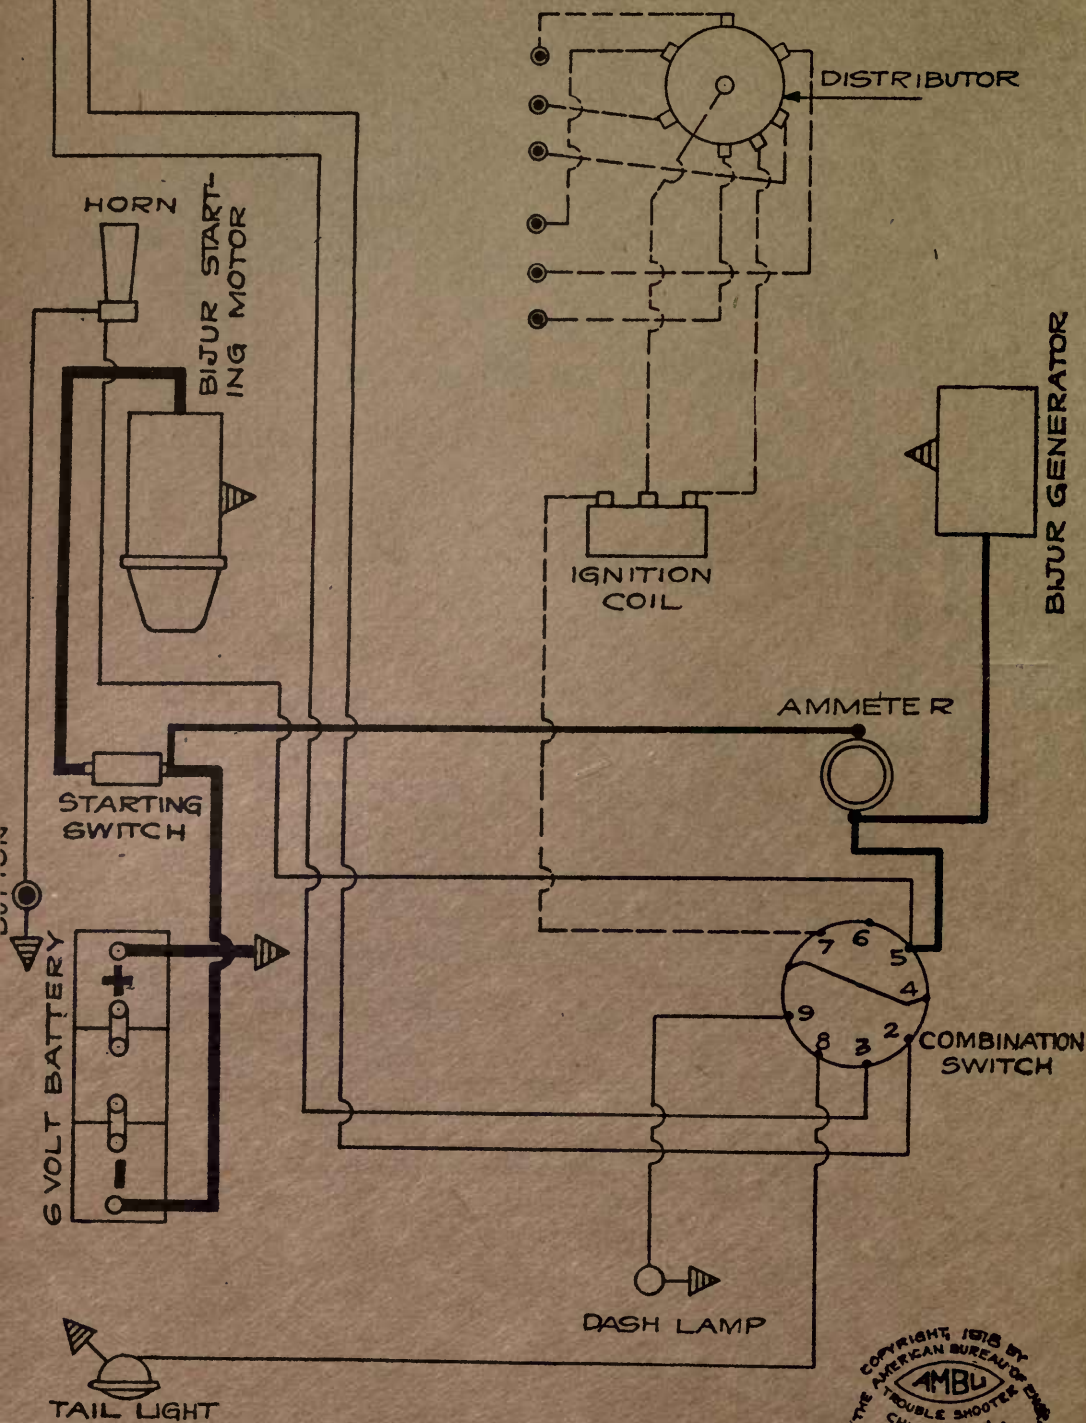 DISTRIBUTOR
HORN
BIJUR START-
ING MOTOR
BIJUR GENERATOR
IGNITION
COIL
AMMETER
STARTING
SWITCH
6 VOLT BATTERY
+
-
7
6
5
4
9
2
8
3
COMBINATION
SWITCH
DASH LAMP
TAIL LIGHT
COPYRIGHT, 1918 BY
THE AMERICAN BUREAU OF
AMBU
TROUBLE SHOOTER